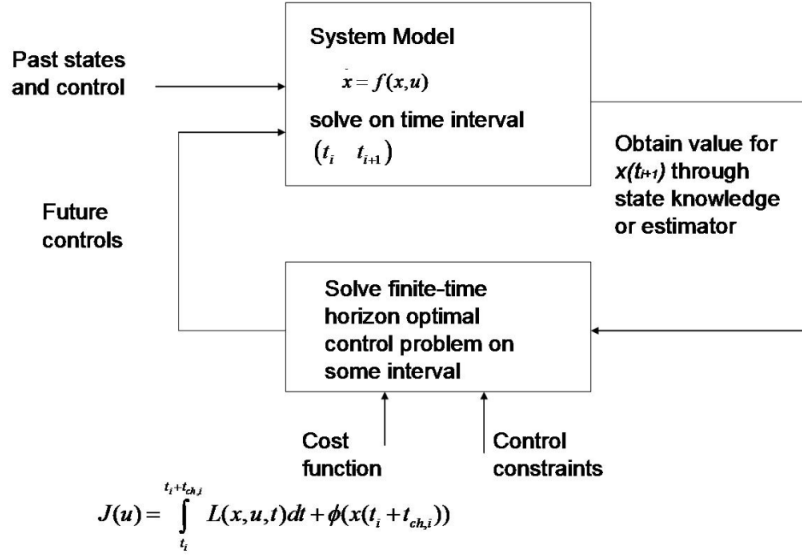 Past states
and control
System Model
ẋ = f(x,u)
solve on time interval
(t_i t_{i+1})
Obtain value for
x(t_{i+1}) through
state knowledge
or estimator
Future
controls
Solve finite-time
horizon optimal
control problem on
some interval
Cost
function
Control
constraints
J(u) = ∫_{t_i}^{t_i+t_{ch,i}} L(x,u,t)dt + ϕ(x(t_i + t_{ch,i}))